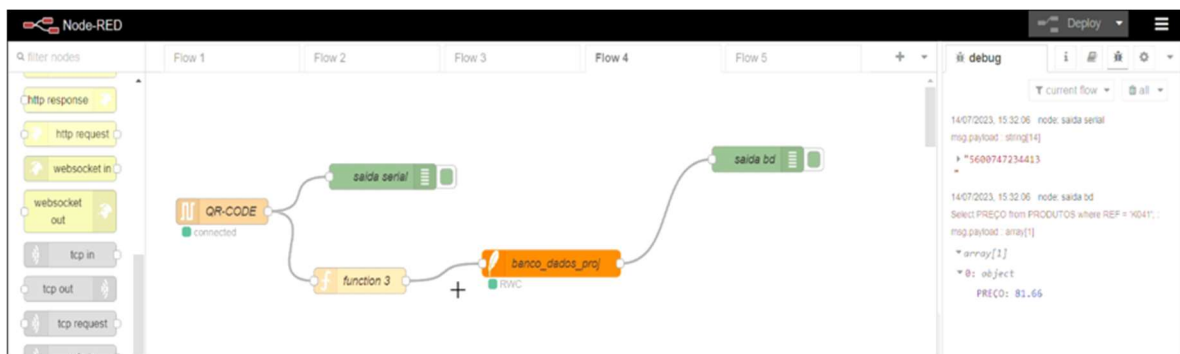 Node-RED
Deploy
filter nodes
Flow 1
Flow 2
Flow 3
Flow 4
Flow 5
debug
current flow
all
http response
http request
websocket in
websocket
out
tcp in
tcp out
tcp request
QR-CODE
connected
saida serial
function 3
banco_dados_proj
RWC
saida bd
14/07/2023, 15:32:06 node: saida serial
msg.payload : string[14]
"5600747234413
"
14/07/2023, 15:32:06 node: saida bd
Select PREÇO from PRODUTOS where REF = 'X041'; :
msg.payload : array[1]
array[1]
0: object
PREÇO: 81.66